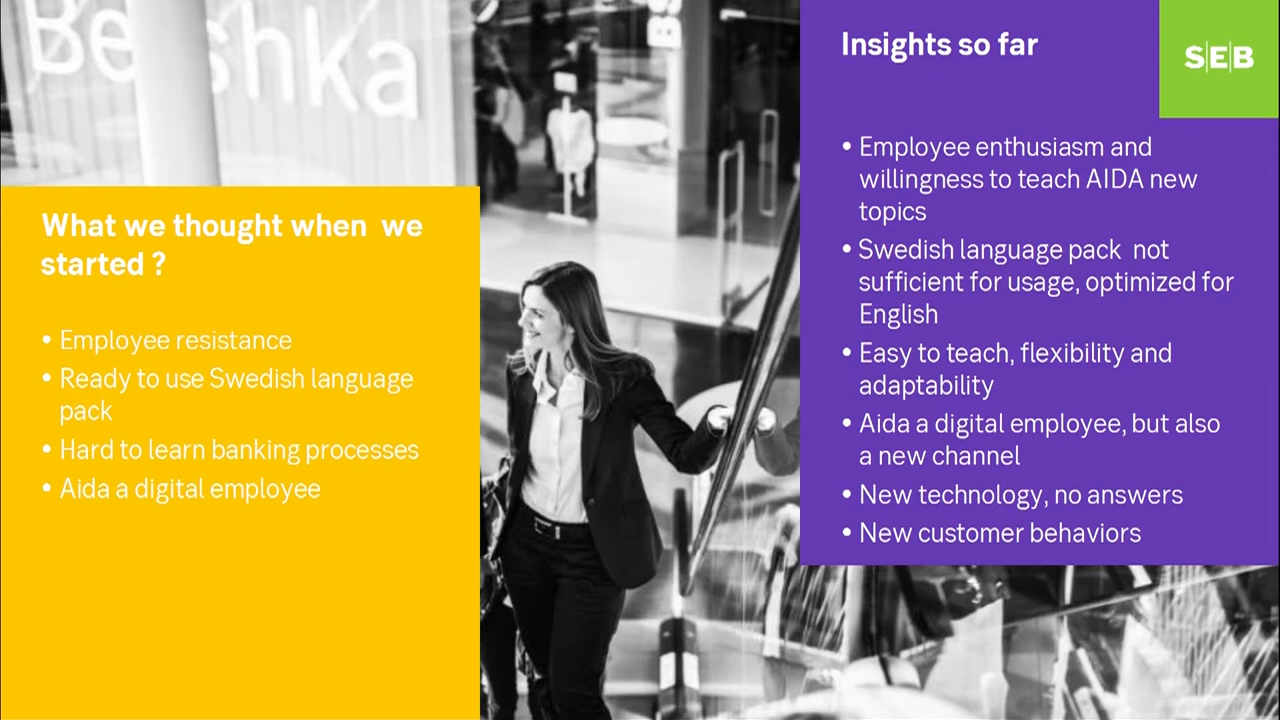 Be shka
What we thought when we
started ?
• Employee resistance
• Ready to use Swedish language
pack
• Hard to learn banking processes
• Aida a digital employee
Insights so far
S|E|B
• Employee enthusiasm and
willingness to teach AIDA new
topics
• Swedish language pack not
sufficient for usage, optimized for
English
• Easy to teach, flexibility and
adaptability
• Aida a digital employee, but also
a new channel
• New technology, no answers
• New customer behaviors